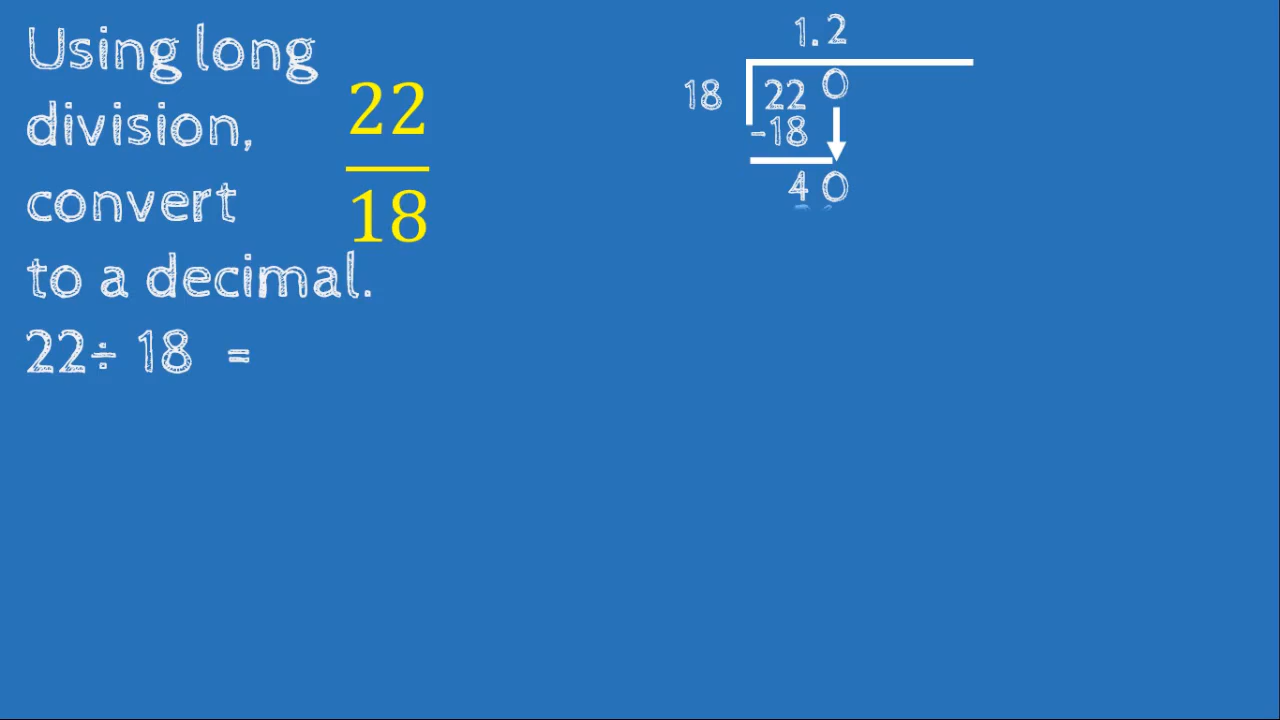 Using long
division,
convert
to a decimal.
22÷ 18 =
22
18
1.2
18 22 0
-18
4 0